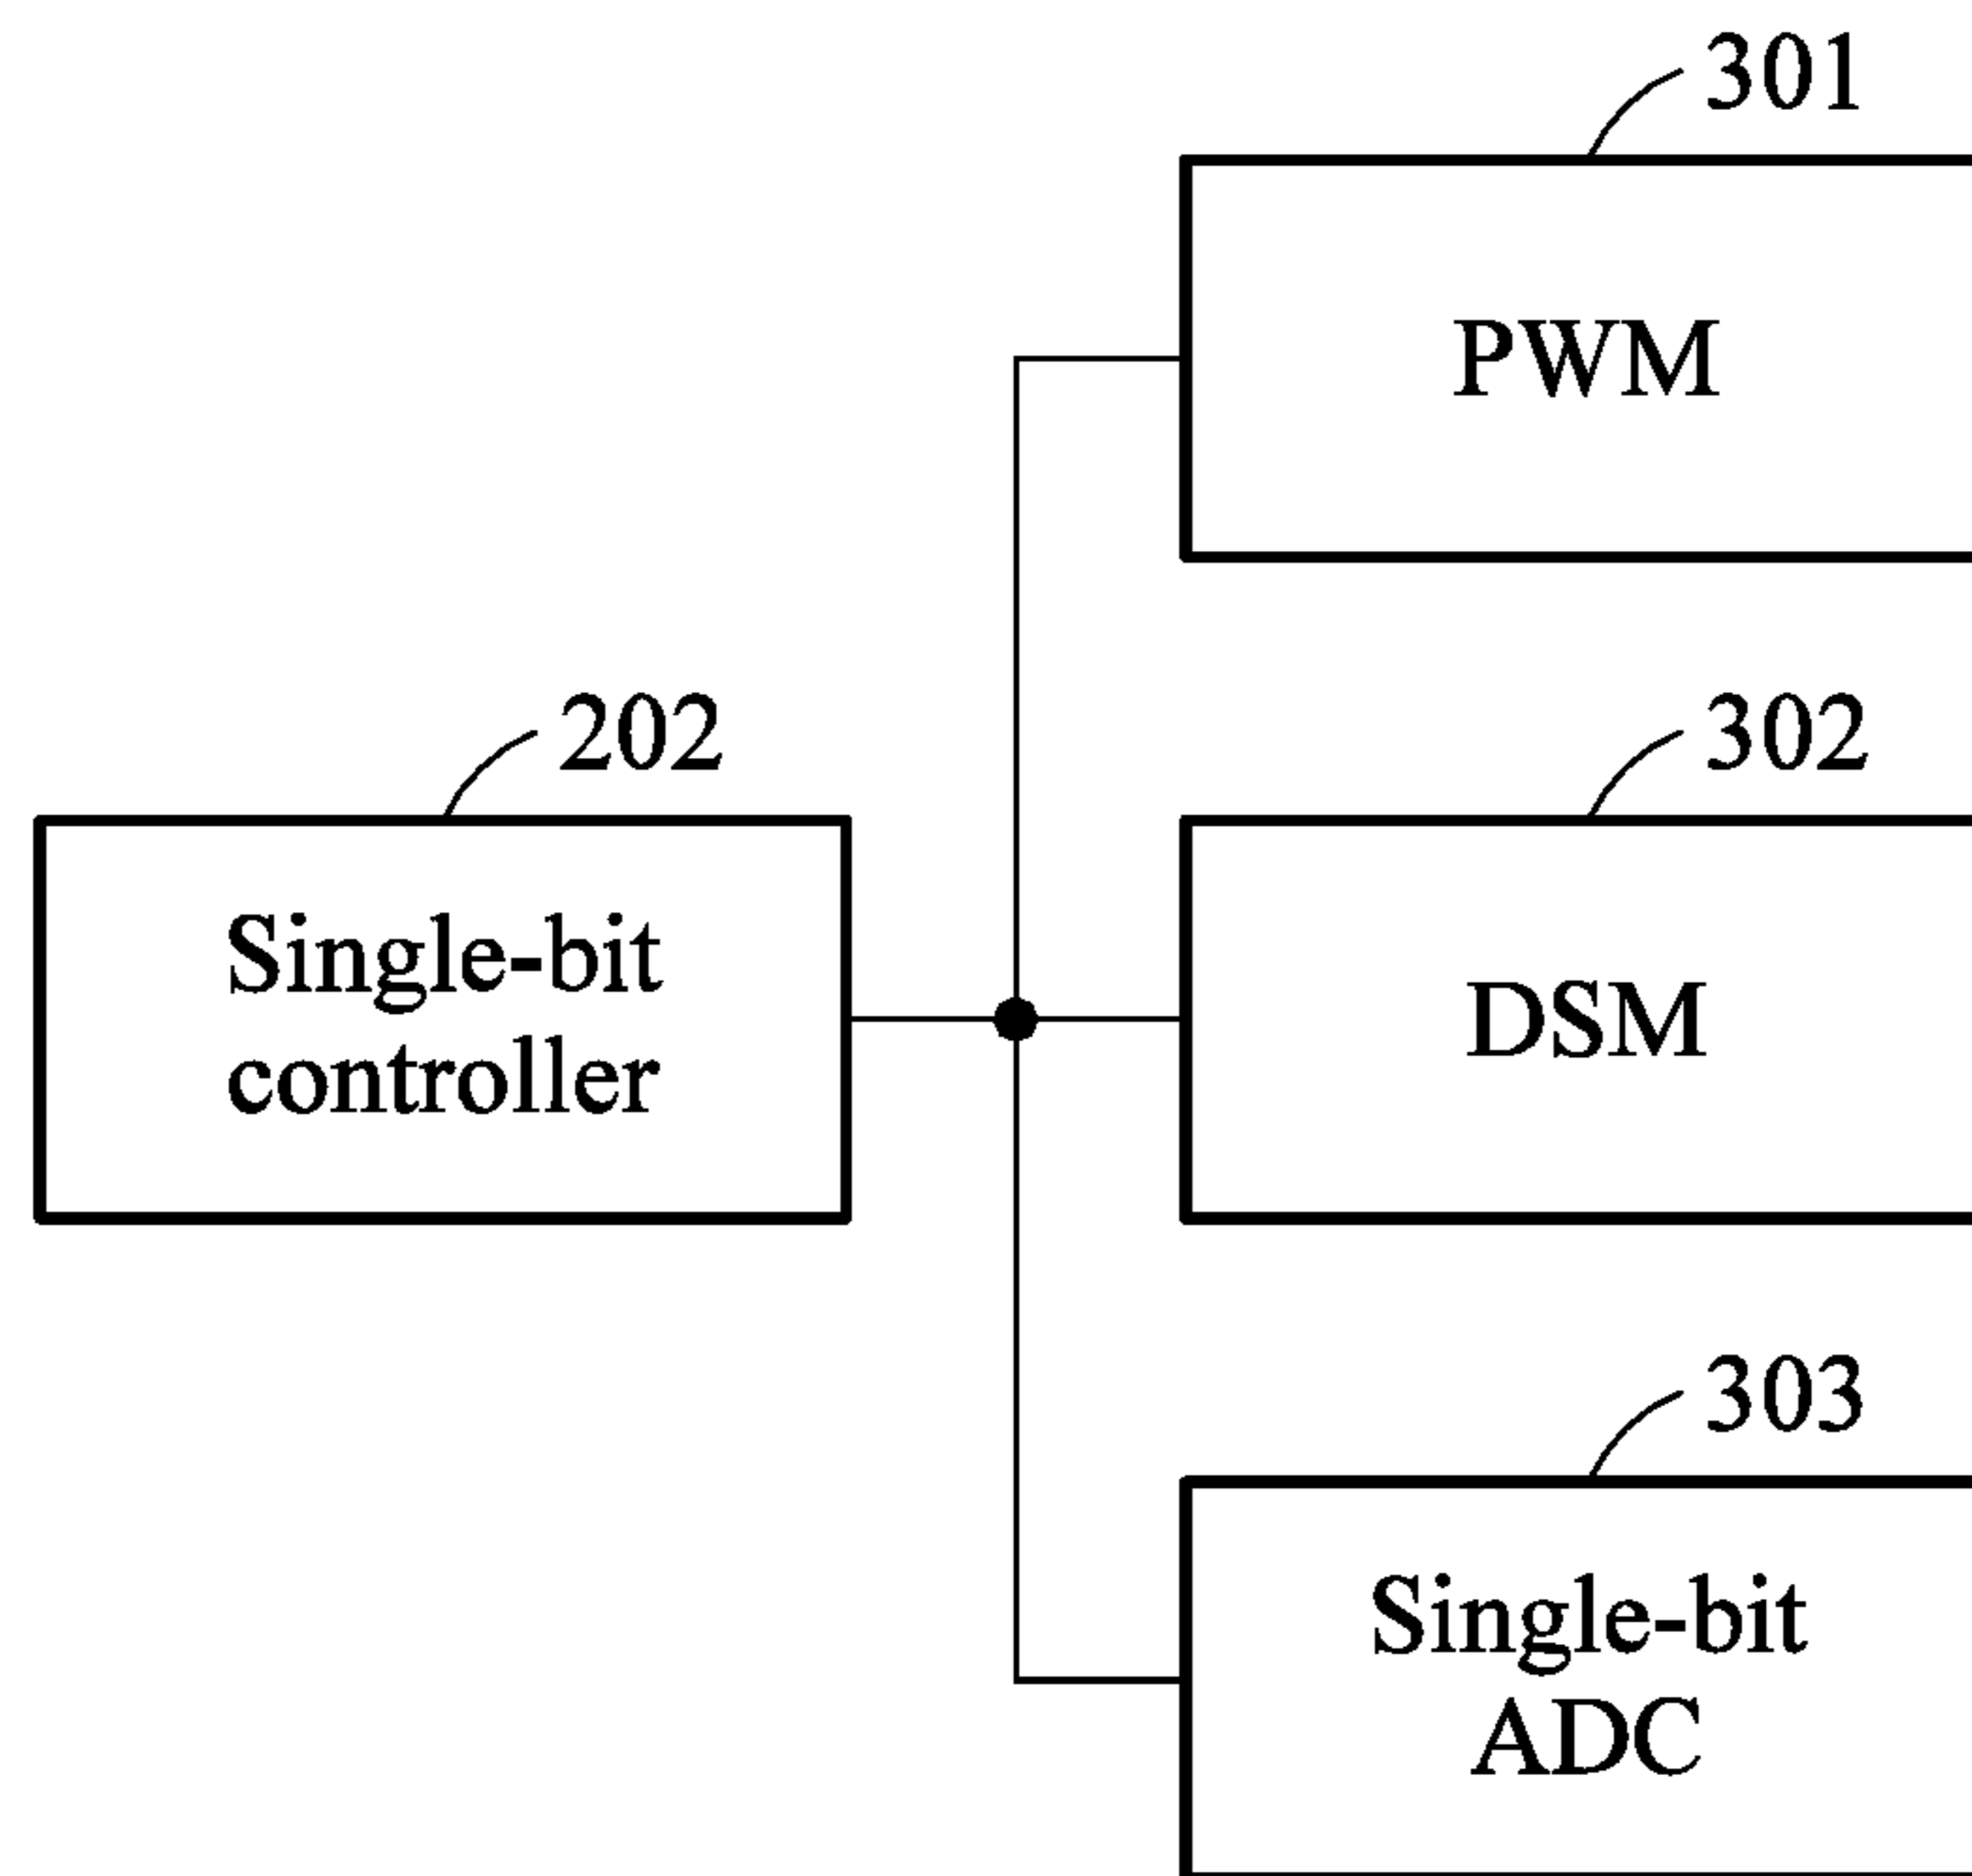 301
PWM
202
Single-bit
controller
302
DSM
303
Single-bit
ADC